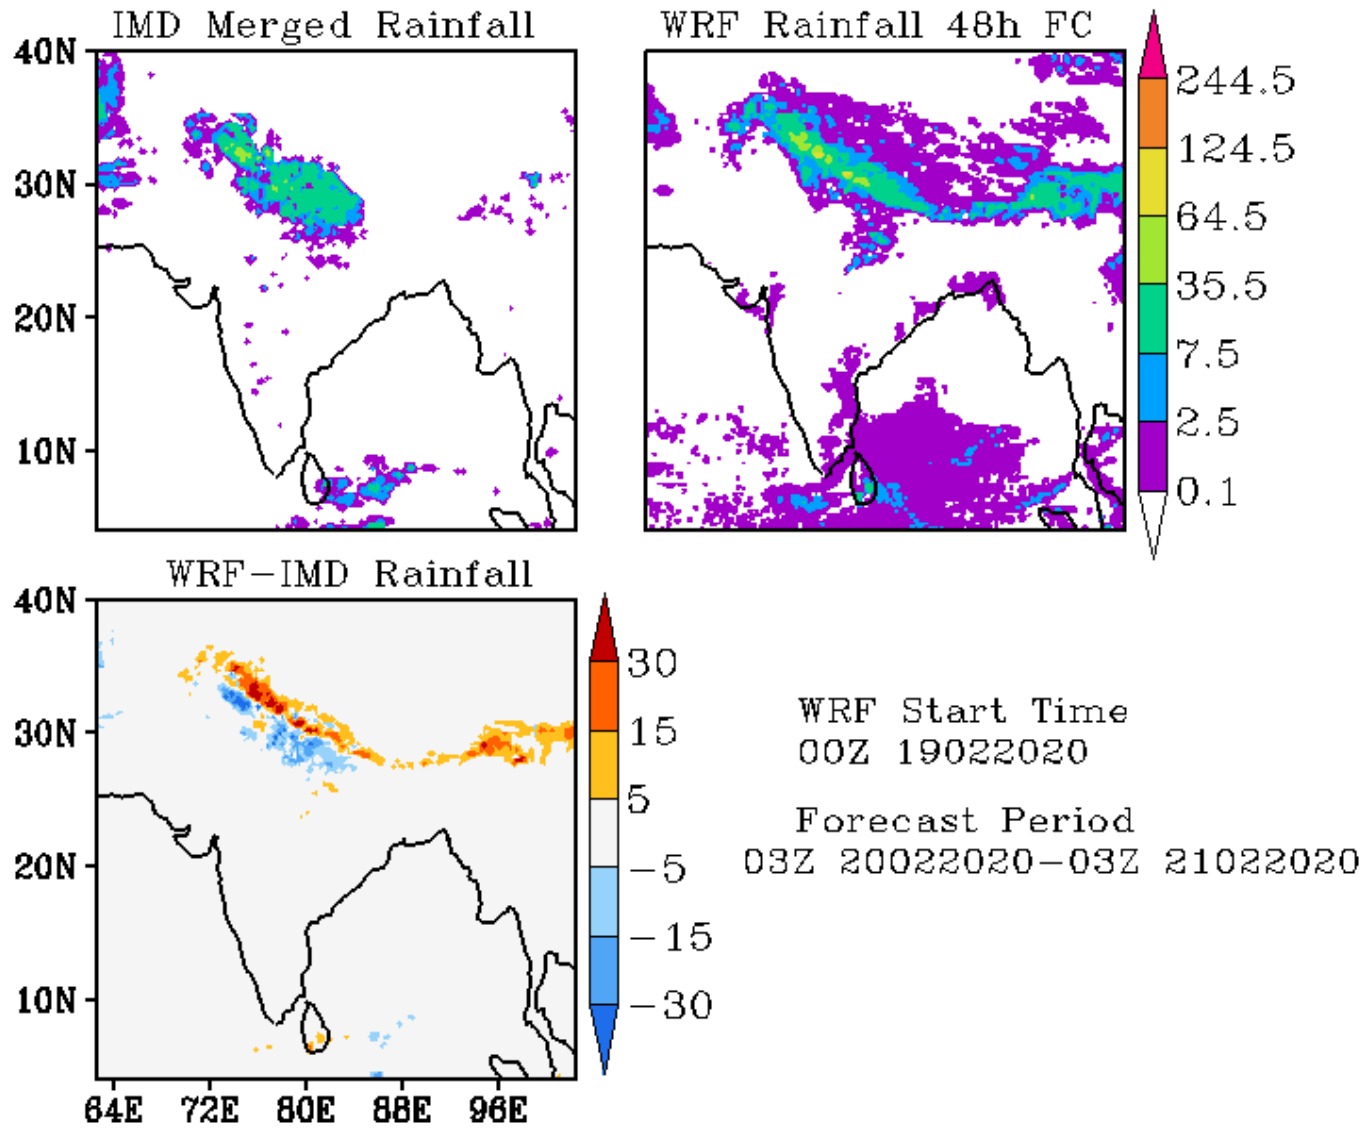 IMD Merged Rainfall
WRF Rainfall 48h FC
40N
30N
20N
10N
244.5
124.5
64.5
35.5
7.5
2.5
0.1
WRF-IMD Rainfall
40N
30N
20N
10N
64E 72E 80E 88E 96E
30
15
5
-5
-15
-30
WRF Start Time
00Z 19022020
Forecast Period
03Z 20022020-03Z 21022020